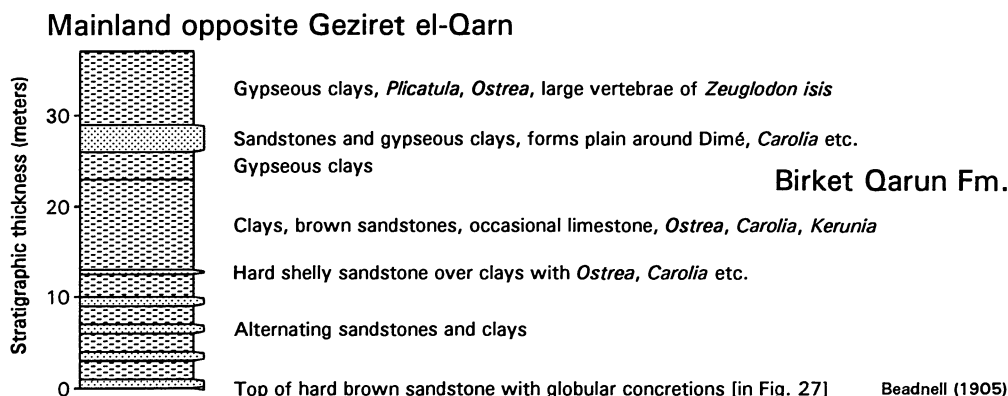 Mainland opposite Geziret el-Qarn
Stratigraphic thickness (meters)
30
20
10
0
Gypseous clays, Plicatula, Ostrea, large vertebrae of Zeuglodon isis
Sandstones and gypseous clays, forms plain around Dimé, Carolia etc.
Gypseous clays
Birket Qarun Fm.
Clays, brown sandstones, occasional limestone, Ostrea, Carolia, Kerunia
Hard shelly sandstone over clays with Ostrea, Carolia etc.
Alternating sandstones and clays
Top of hard brown sandstone with globular concretions [in Fig. 27]
Beadnell (1905)